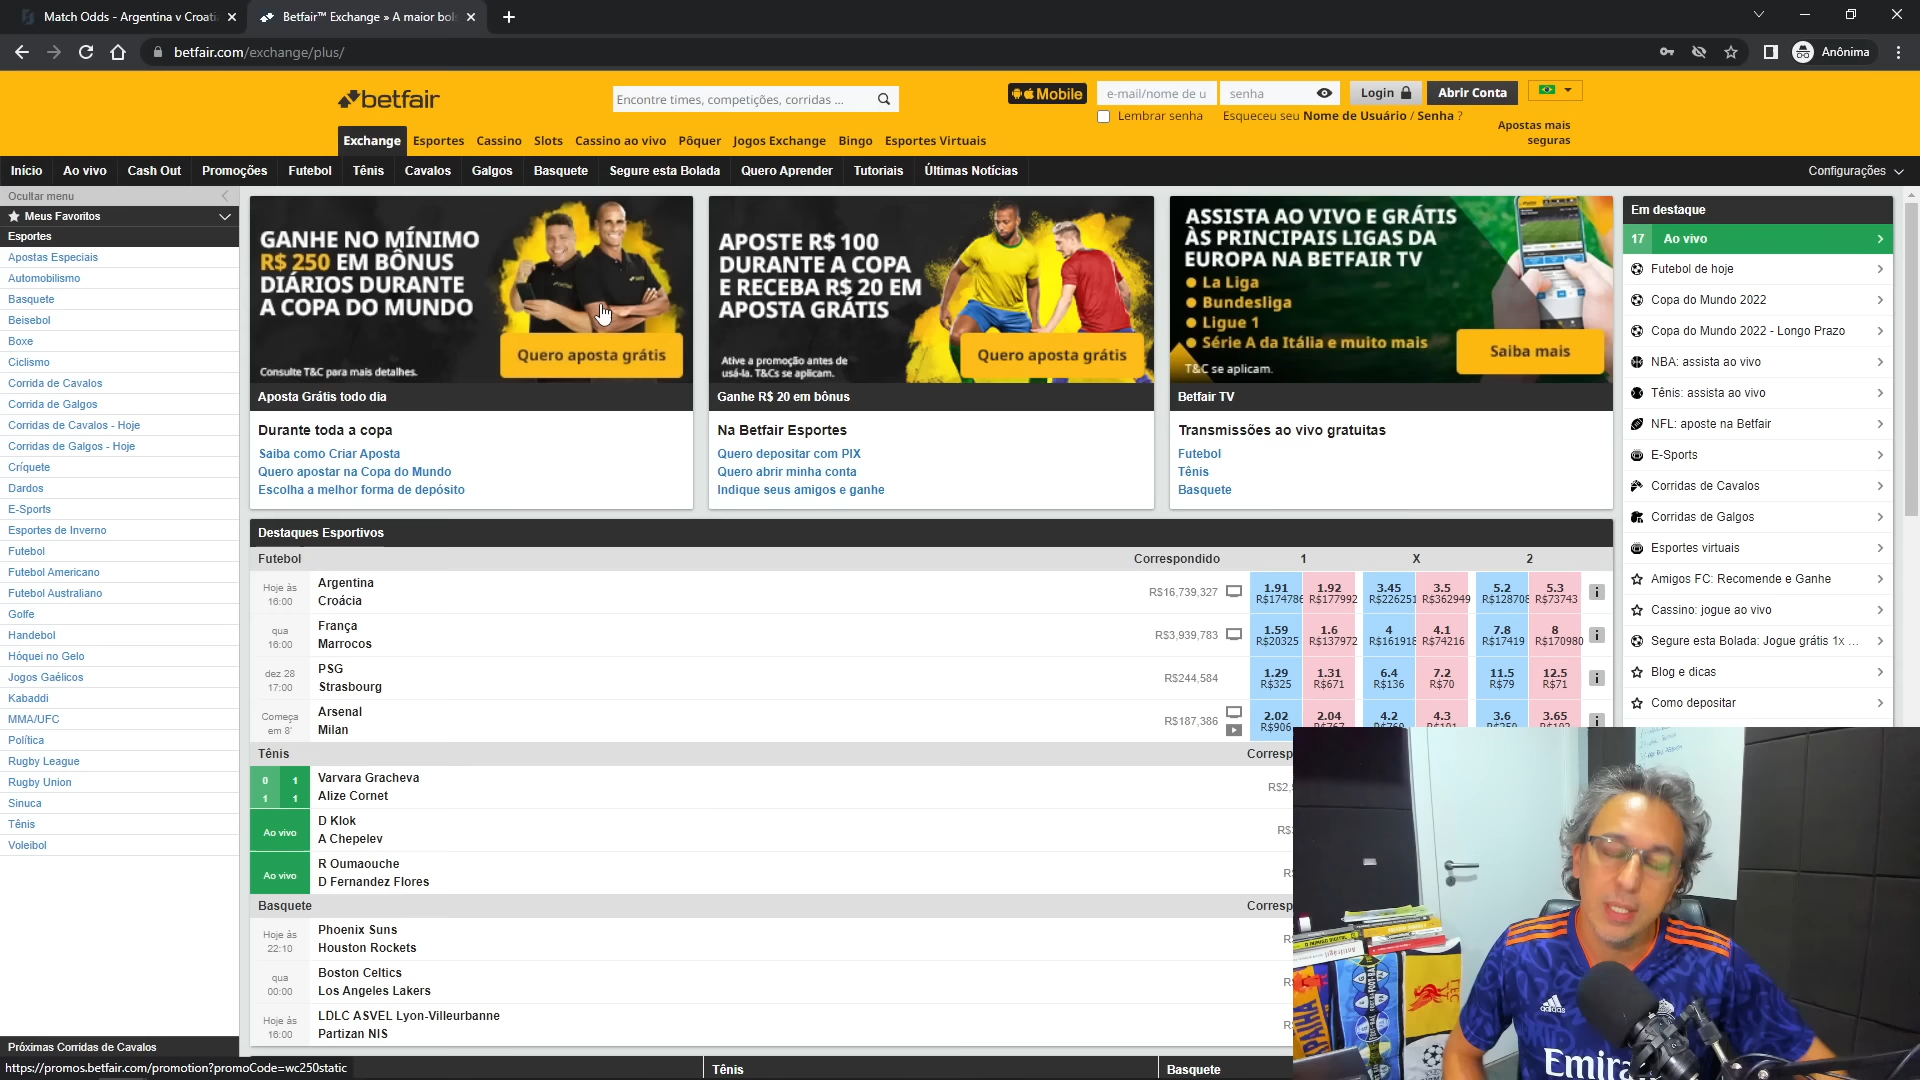 Match Odds - Argentina v Croati
Betfair™ Exchange » A maior bol
betfair.com/exchange/plus/
Anônima
betfair
Encontre times, competições, corridas ...
Mobile
e-mail/nome de u
senha
Login
Abrir Conta
Lembrar senha
Esqueceu seu Nome de Usuário / Senha ?
Apostas mais
seguras
Exchange Esportes Cassino Slots Cassino ao vivo Pôquer Jogos Exchange Bingo Esportes Virtuais
Início Ao vivo Cash Out Promoções Futebol Tênis Cavalos Galgos Basquete Segure esta Bolada Quero Aprender Tutoriais Últimas Notícias
Configurações
Ocultar menu
Meus Favoritos
Esportes
Apostas Especiais
Automobilismo
Basquete
Beisebol
Boxe
Ciclismo
Corrida de Cavalos
Corrida de Galgos
Corridas de Cavalos - Hoje
Corridas de Galgos - Hoje
Críquete
Dardos
E-Sports
Esportes de Inverno
Futebol
Futebol Americano
Futebol Australiano
Golfe
Handebol
Hóquei no Gelo
Jogos Gaélicos
Kabaddi
MMA/UFC
Política
Rugby League
Rugby Union
Sinuca
Tênis
Voleibol
Próximas Corridas de Cavalos
https://promos.betfair.com/promotion?promoCode=wc250static
GANHE NO MÍNIMO
R$ 250 EM BÔNUS
DIÁRIOS DURANTE
A COPA DO MUNDO
Quero aposta grátis
Consulte T&C para mais detalhes.
Aposta Grátis todo dia
Durante toda a copa
Saiba como Criar Aposta
Quero apostar na Copa do Mundo
Escolha a melhor forma de depósito
APOSTE R$ 100
DURANTE A COPA
E RECEBA R$ 20 EM
APOSTA GRÁTIS
Quero aposta grátis
Ative a promoção antes de
usá-la. T&Cs se aplicam.
Ganhe R$ 20 em bônus
Na Betfair Esportes
Quero depositar com PIX
Quero abrir minha conta
Indique seus amigos e ganhe
ASSISTA AO VIVO E GRÁTIS
ÀS PRINCIPAIS LIGAS DA
EUROPA NA BETFAIR TV
La Liga
Bundesliga
Ligue 1
Série A da Itália e muito mais
Saiba mais
T&C se aplicam.
Betfair TV
Transmissões ao vivo gratuitas
Futebol
Tênis
Basquete
Destaques Esportivos
Futebol Correspondido 1 X 2
Hoje às
16:00
Argentina
Croácia
R$16,739,327
1.91 1.92 3.45 3.5 5.2 5.3
R$174786 R$177992 R$226251 R$362949 R$128708 R$73743
qua
16:00
França
Marrocos
R$3,939,783
1.59 1.6 4 4.1 7.8 8
R$20325 R$137972 R$161918 R$74216 R$17419 R$170980
dez 28
17:00
PSG
Strasbourg
R$244,584
1.29 1.31 6.4 7.2 11.5 12.5
R$325 R$671 R$136 R$70 R$79 R$71
Começa
em 8'
Arsenal
Milan
R$187,386
2.02 2.04 4.2 4.3 3.6 3.65
R$906
Tênis Corresp
0 1
1 1
Varvara Gracheva
Alize Cornet
R$2,
Ao vivo
D Klok
A Chepelev
Ao vivo
R Oumaouche
D Fernandez Flores
Basquete Corresp
Hoje às
22:10
Phoenix Suns
Houston Rockets
qua
00:00
Boston Celtics
Los Angeles Lakers
Hoje às
16:00
LDLC ASVEL Lyon-Villeurbanne
Partizan NIS
Tênis
Basquete
Em destaque
17 Ao vivo
Futebol de hoje
Copa do Mundo 2022
Copa do Mundo 2022 - Longo Prazo
NBA: assista ao vivo
Tênis: assista ao vivo
NFL: aposte na Betfair
E-Sports
Corridas de Cavalos
Corridas de Galgos
Esportes virtuais
Amigos FC: Recomende e Ganhe
Cassino: jogue ao vivo
Segure esta Bolada: Jogue grátis 1x ...
Blog e dicas
Como depositar
adidas
Emira